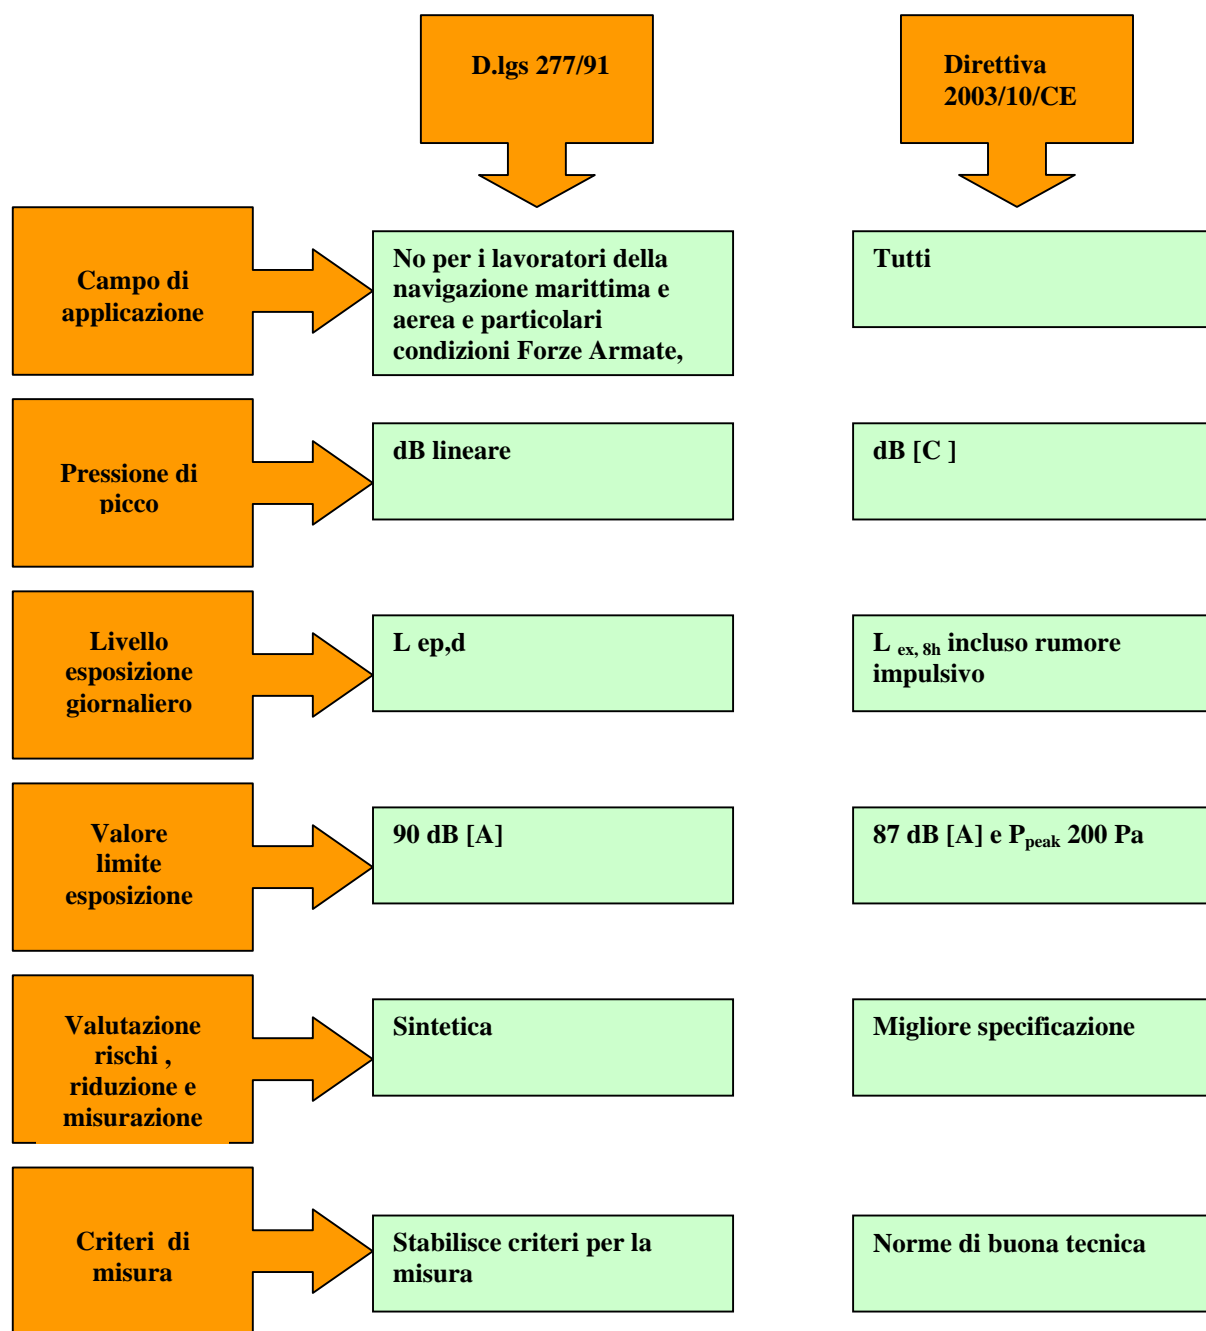 D.lgs 277/91
Direttiva
2003/10/CE
Campo di
applicazione
No per i lavoratori della
navigazione marittima e
aerea e particolari
condizioni Forze Armate,
Tutti
Pressione di
picco
dB lineare
dB [C ]
Livello
esposizione
giornaliero
L ep,d
L ex, 8h incluso rumore
impulsivo
Valore
limite
esposizione
90 dB [A]
87 dB [A] e Ppeak 200 Pa
Valutazione
rischi ,
riduzione e
misurazione
Sintetica
Migliore specificazione
Criteri di
misura
Stabilisce criteri per la
misura
Norme di buona tecnica